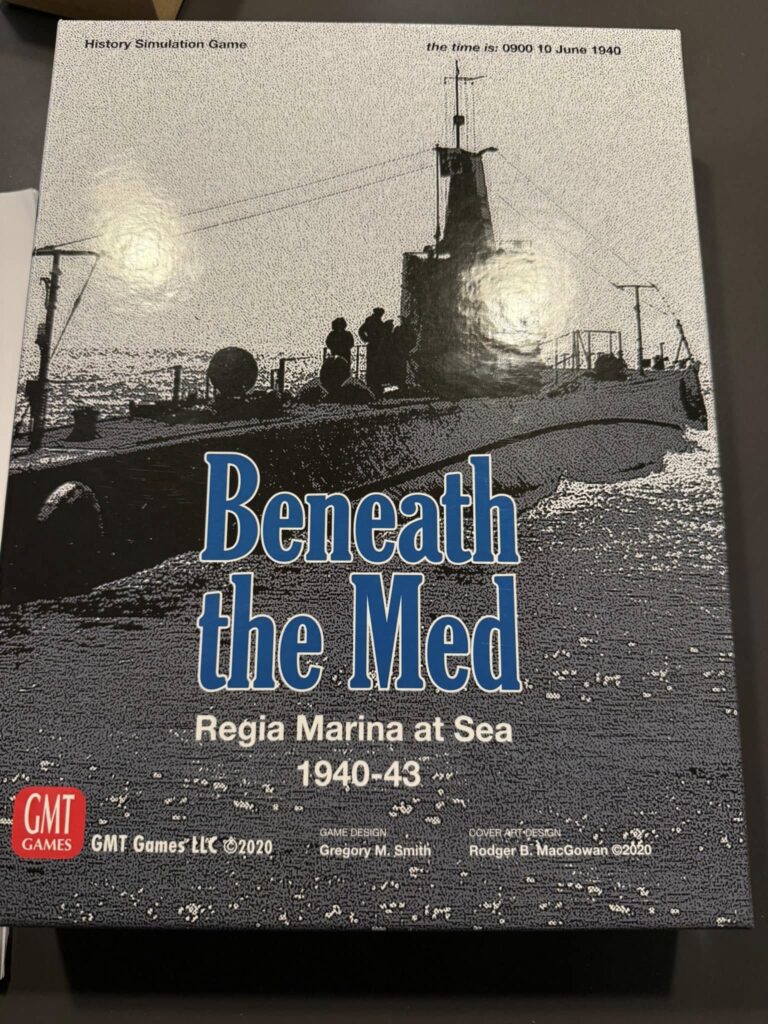 History Simulation Game
the time is: 0900 10 June 1940
Beneath
the Med
Regia Marina at Sea
1940-43
GMT
GAMES
GMT Games LLC ©2020
GAME DESIGN
Gregory M. Smith
COVER ART DESIGN
Rodger B. MacGowan ©2020